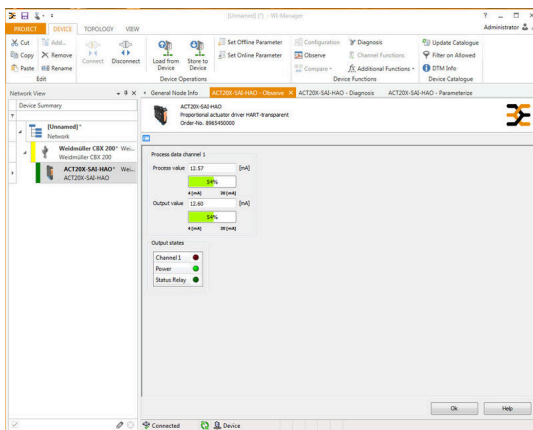 [Unnamed] (*) - WI-Manager
PROJECT DEVICE TOPOLOGY VIEW
Administrator
Cut Add...
Copy Remove
Paste Rename
Edit
Connect Disconnect
Load from Device Store to Device
Device Operations
Set Offline Parameter
Set Online Parameter
Configuration Diagnosis
Observe Channel Functions
Compare Additional Functions
Device Functions
Update Catalogue
Filter on Allowed
DTM Info
Device Catalogue
Network View
General Node Info ACT20X-SAI-HAO - Observe ACT20X-SAI-HAO - Diagnosis ACT20X-SAI-HAO - Parameterize
Device Summary
[Unnamed]*
Network
Weidmüller CBX 200* Wei...
Weidmüller CBX 200
ACT20X-SAI-HAO* Wei...
ACT20X-SAI-HAO
ACT20X-SAI-HAO
Proportional actuator driver HART-transparent
Order-No. 8965450000
Process data channel 1
Process value 12.57 [mA]
54%
4 [mA] 20 [mA]
Output value 12.60 [mA]
54%
4 [mA] 20 [mA]
Output states
Channel 1
Power
Status Relay
Ok Help
Connected Device